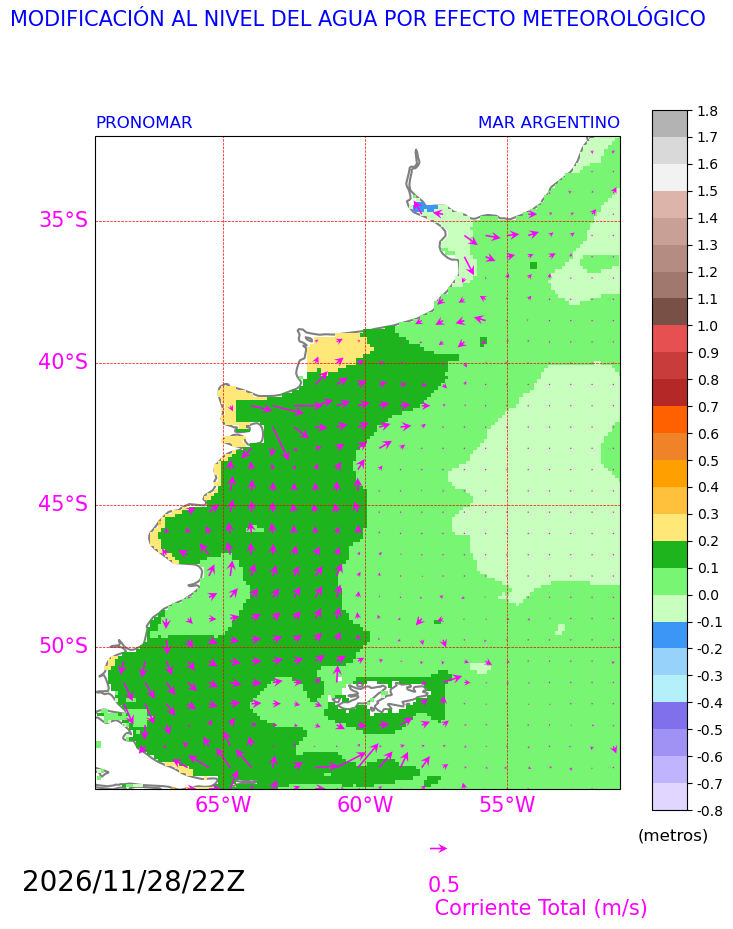 MODIFICACIÓN AL NIVEL DEL AGUA POR EFECTO METEOROLÓGICO
PRONOMAR
MAR ARGENTINO
35°S
40°S
45°S
50°S
65°W
60°W
55°W
1.8
1.7
1.6
1.5
1.4
1.3
1.2
1.1
1.0
0.9
0.8
0.7
0.6
0.5
0.4
0.3
0.2
0.1
0.0
-0.1
-0.2
-0.3
-0.4
-0.5
-0.6
-0.7
-0.8
(metros)
2026/11/28/22Z
0.5
Corriente Total (m/s)